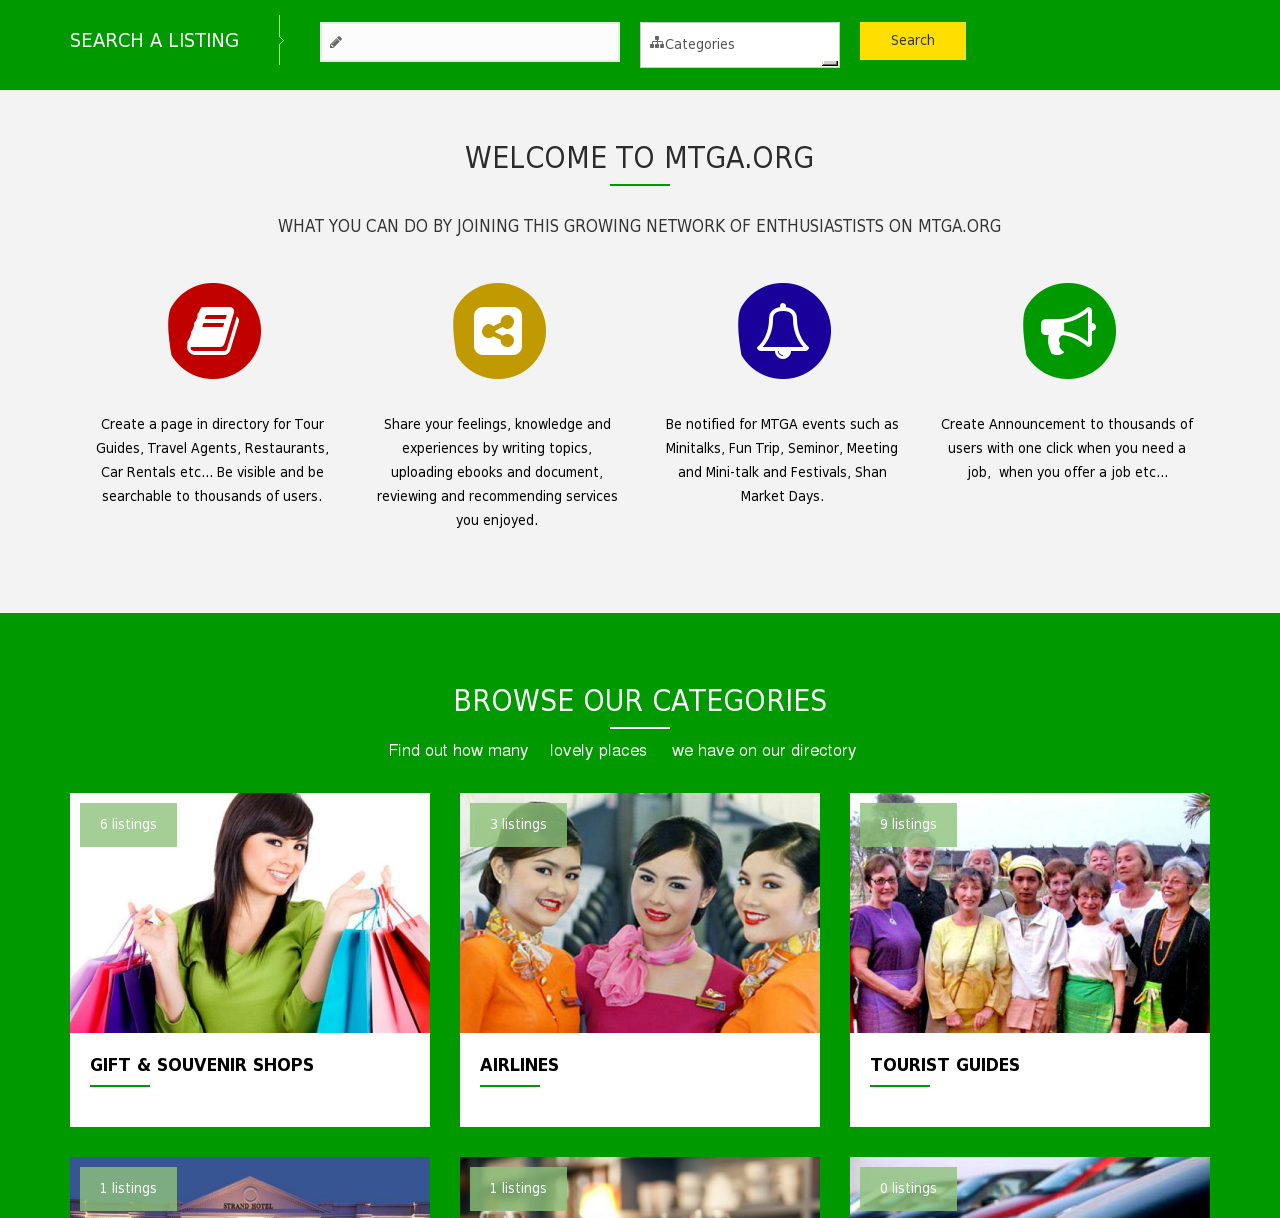 SEARCH A LISTING
Categories
Search
WELCOME TO MTGA.ORG
WHAT YOU CAN DO BY JOINING THIS GROWING NETWORK OF ENTHUSIASTISTS ON MTGA.ORG
Create a page in directory for Tour
Guides, Travel Agents, Restaurants,
Car Rentals etc... Be visible and be
searchable to thousands of users.
Share your feelings, knowledge and
experiences by writing topics,
uploading ebooks and document,
reviewing and recommending services
you enjoyed.
Be notified for MTGA events such as
Minitalks, Fun Trip, Seminor, Meeting
and Mini-talk and Festivals, Shan
Market Days.
Create Announcement to thousands of
users with one click when you need a
job,  when you offer a job etc...
BROWSE OUR CATEGORIES
Find out how many lovely places we have on our directory
6 listings
3 listings
9 listings
GIFT & SOUVENIR SHOPS
AIRLINES
TOURIST GUIDES
1 listings
1 listings
0 listings
STRAND HOTEL